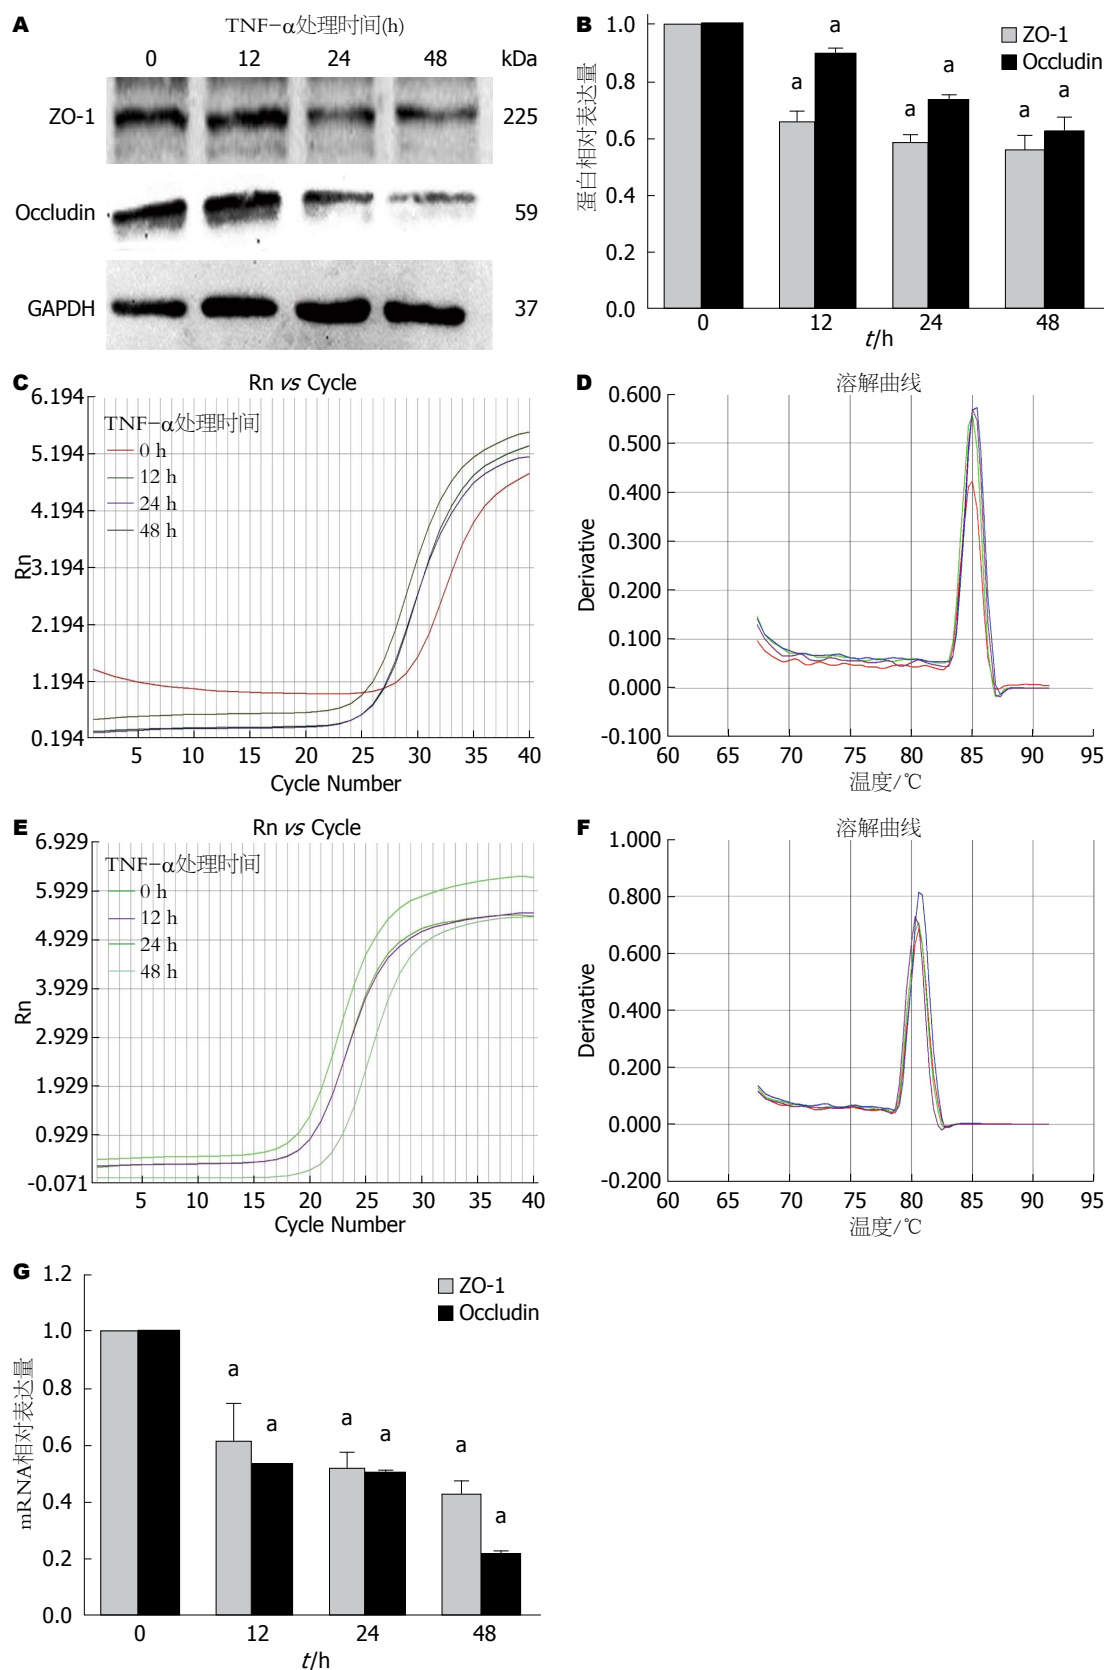 A
TNF-α处理时间(h)
0 12 24 48 kDa
ZO-1 225
Occludin 59
GAPDH 37
B
1.0
0.8
0.6
0.4
0.2
0.0
蛋白相对表达量
a a a a a a
ZO-1
Occludin
0 12 24 48
t/h
C
Rn vs Cycle
6.194
5.194
4.194
3.194
2.194
1.194
0.194
Rn
TNF-α处理时间
0 h
12 h
24 h
48 h
5 10 15 20 25 30 35 40
Cycle Number
D
溶解曲线
0.600
0.500
0.400
0.300
0.200
0.100
0.000
-0.100
Derivative
60 65 70 75 80 85 90 95
温度/℃
E
Rn vs Cycle
6.929
5.929
4.929
3.929
2.929
1.929
0.929
-0.071
Rn
TNF-α处理时间
0 h
12 h
24 h
48 h
5 10 15 20 25 30 35 40
Cycle Number
F
溶解曲线
1.000
0.800
0.600
0.400
0.200
0.000
-0.200
Derivative
60 65 70 75 80 85 90 95
温度/℃
G
1.2
1.0
0.8
0.6
0.4
0.2
0.0
mRNA相对表达量
a a a a a a
ZO-1
Occludin
0 12 24 48
t/h